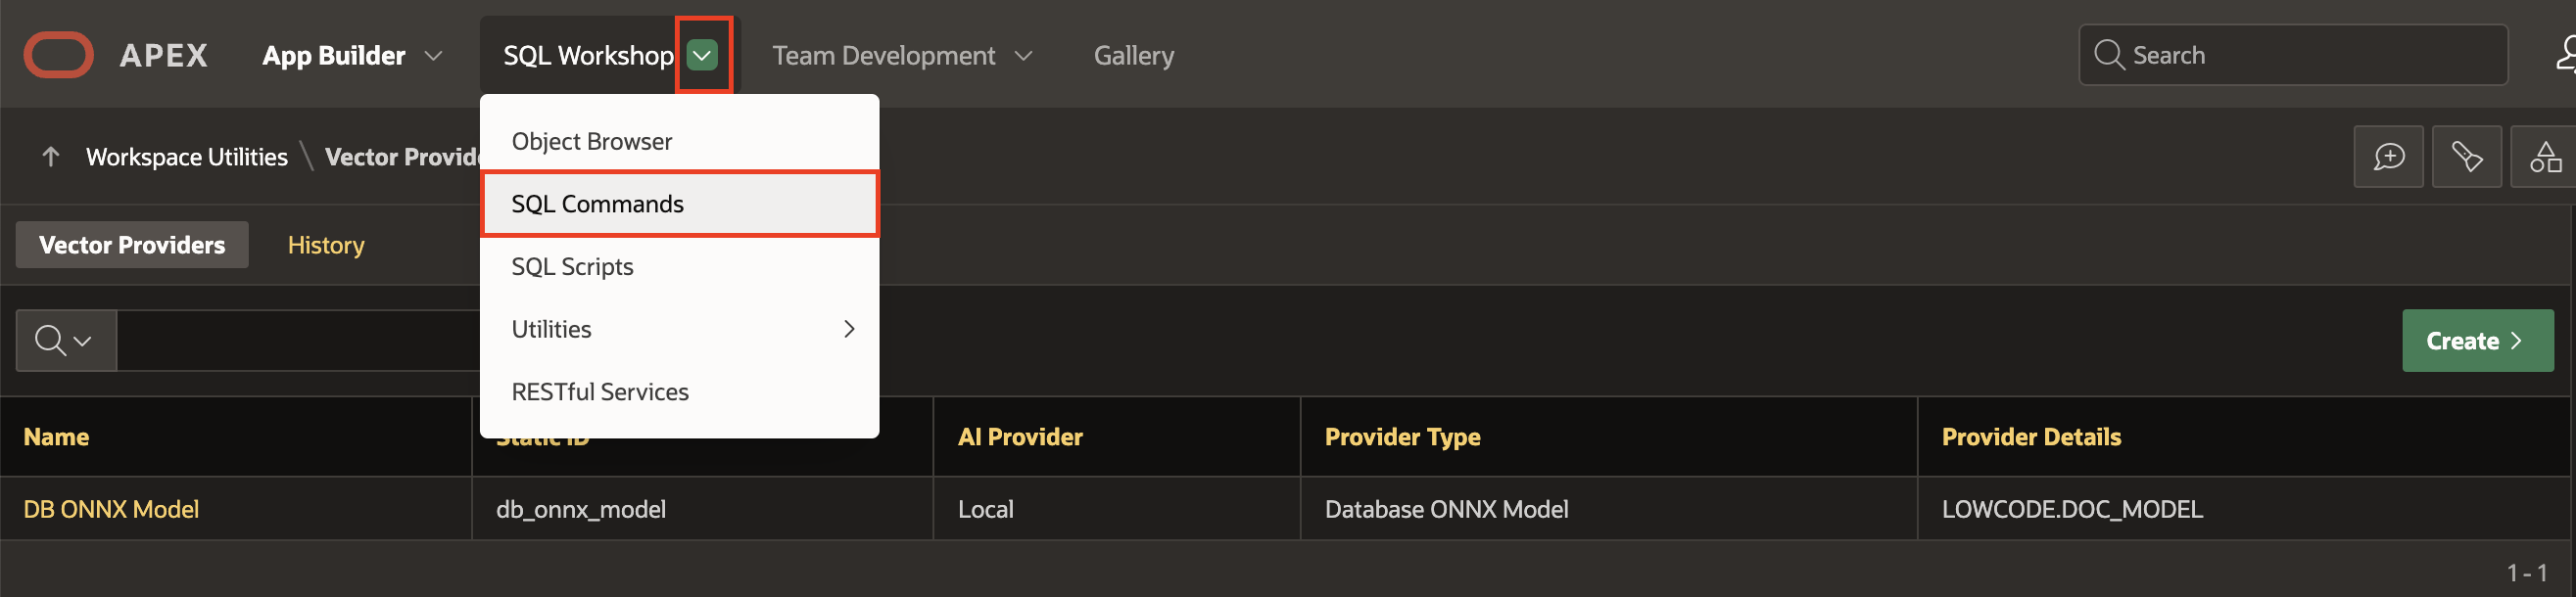 APEX App Builder SQL Workshop Team Development Gallery Search
Workspace Utilities \ Vector Provid
Object Browser
SQL Commands
SQL Scripts
Utilities
RESTful Services
Vector Providers History
Create
Name Static ID AI Provider Provider Type Provider Details
DB ONNX Model db_onnx_model Local Database ONNX Model LOWCODE.DOC_MODEL
1 - 1